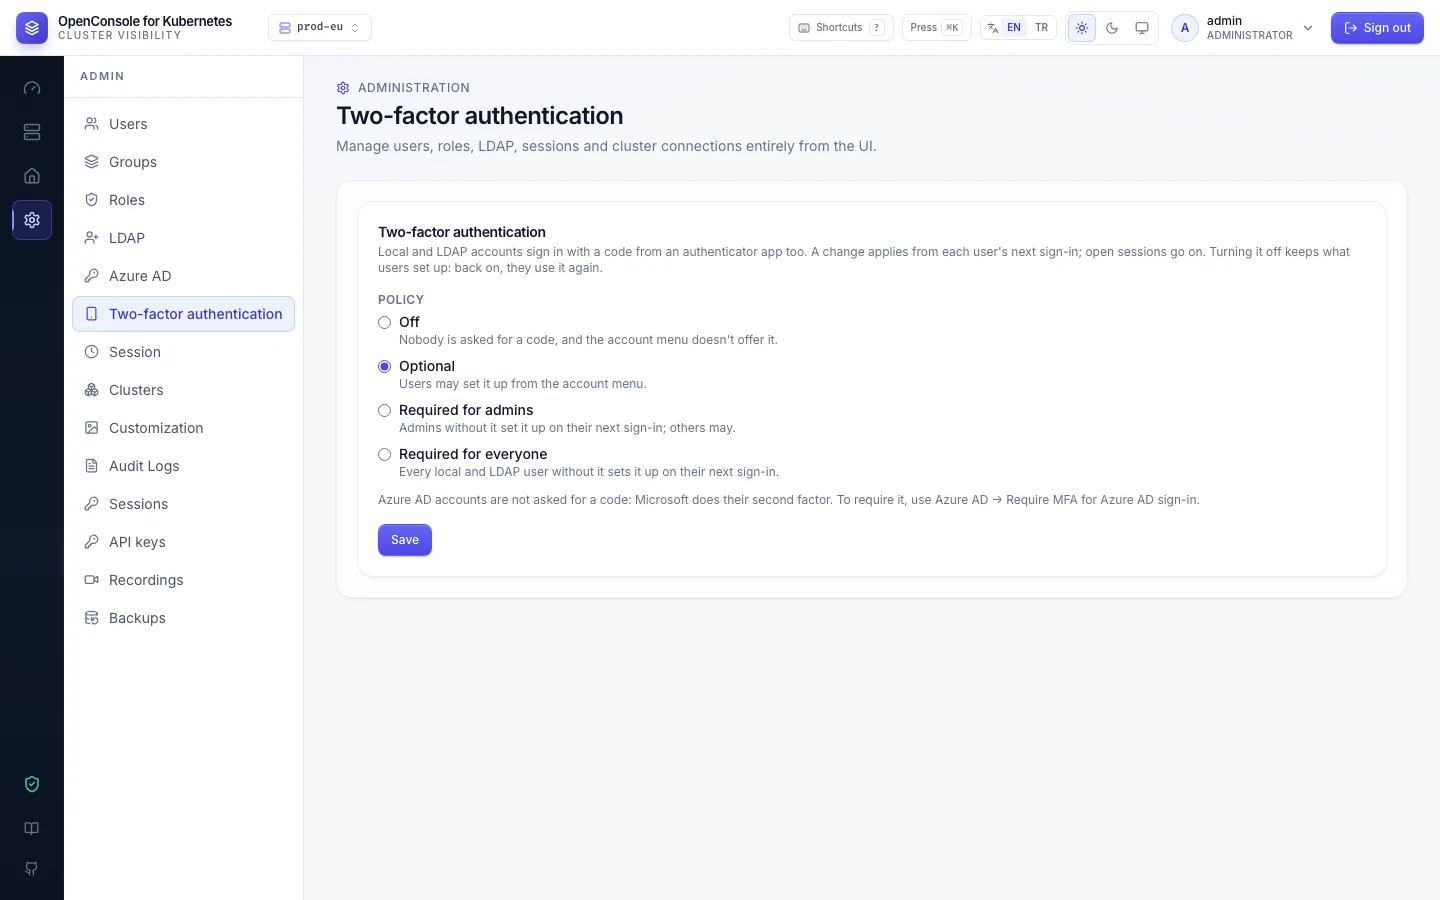 OpenConsole for Kubernetes
CLUSTER VISIBILITY
prod-eu
Shortcuts ?
Press ⌘K
EN TR
A
admin
ADMINISTRATOR
Sign out
ADMIN
Users
Groups
Roles
LDAP
Azure AD
Two-factor authentication
Session
Clusters
Customization
Audit Logs
Sessions
API keys
Recordings
Backups
ADMINISTRATION
Two-factor authentication
Manage users, roles, LDAP, sessions and cluster connections entirely from the UI.
Two-factor authentication
Local and LDAP accounts sign in with a code from an authenticator app too. A change applies from each user's next sign-in; open sessions go on. Turning it off keeps what
users set up: back on, they use it again.
POLICY
Off
Nobody is asked for a code, and the account menu doesn't offer it.
Optional
Users may set it up from the account menu.
Required for admins
Admins without it set it up on their next sign-in; others may.
Required for everyone
Every local and LDAP user without it sets it up on their next sign-in.
Azure AD accounts are not asked for a code: Microsoft does their second factor. To require it, use Azure AD → Require MFA for Azure AD sign-in.
Save